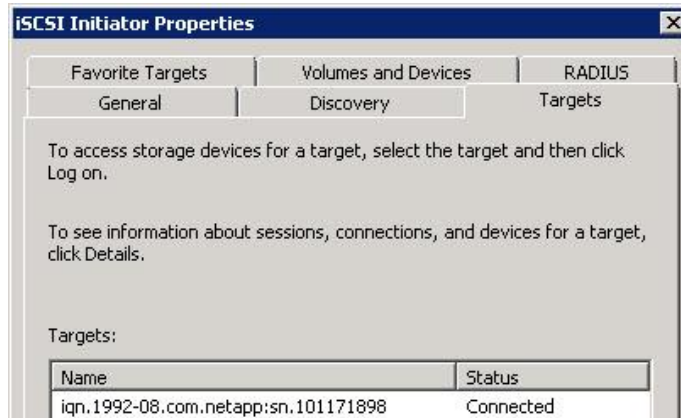 iSCSI Initiator Properties
Favorite Targets
Volumes and Devices
RADIUS
General
Discovery
Targets
To access storage devices for a target, select the target and then click
Log on.
To see information about sessions, connections, and devices for a target,
click Details.
Targets:
Name
Status
iqn.1992-08.com.netapp:sn.101171898
Connected